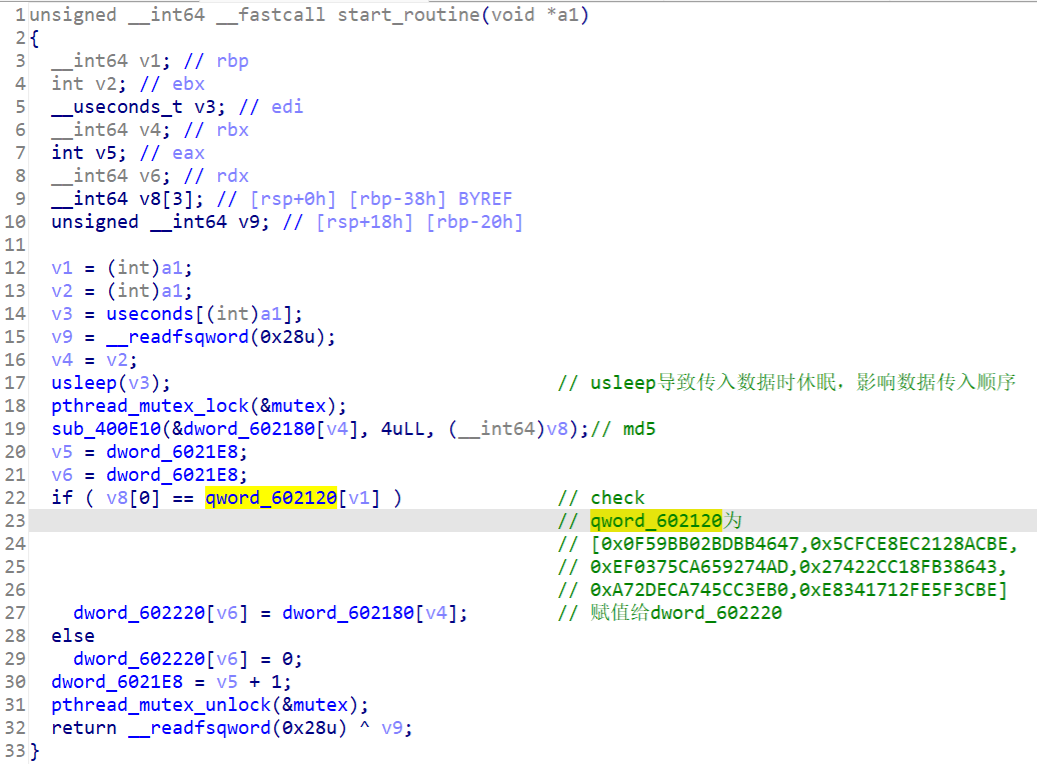 1 unsigned __int64 __fastcall start_routine(void *a1)
2 {
3   __int64 v1; // rbp
4   int v2; // ebx
5   __useconds_t v3; // edi
6   __int64 v4; // rbx
7   int v5; // eax
8   __int64 v6; // rdx
9   __int64 v8[3]; // [rsp+0h] [rbp-38h] BYREF
10   unsigned __int64 v9; // [rsp+18h] [rbp-20h]
11
12   v1 = (int)a1;
13   v2 = (int)a1;
14   v3 = useconds[(int)a1];
15   v9 = __readfsqword(0x28u);
16   v4 = v2;
17   usleep(v3);                                   // usleep导致传入数据时休眠，影响数据传入顺序
18   pthread_mutex_lock(&mutex);
19   sub_400E10(&dword_602180[v4], 4uLL, (__int64)v8);// md5
20   v5 = dword_6021E8;
21   v6 = dword_6021E8;
22   if ( v8[0] == qword_602120[v1] )              // check
23                                                 // qword_602120为
24                                                 // [0x0F59BB02BDBB4647,0x5CFCE8EC2128ACBE,
25                                                 // 0xEF0375CA659274AD,0x27422CC18FB38643,
26                                                 // 0xA72DECA745CC3EB0,0xE8341712FE5F3CBE]
27     dword_602220[v6] = dword_602180[v4];        // 赋值给dword_602220
28   else
29     dword_602220[v6] = 0;
30   dword_6021E8 = v5 + 1;
31   pthread_mutex_unlock(&mutex);
32   return __readfsqword(0x28u) ^ v9;
33 }